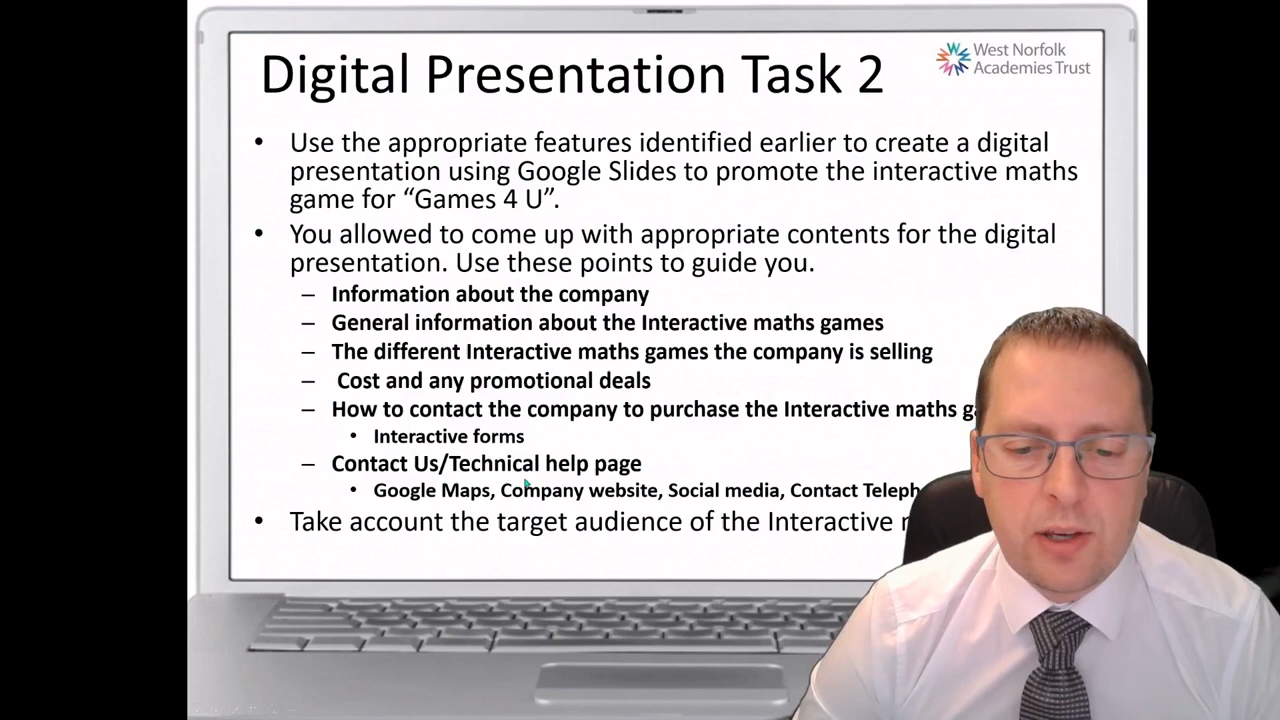 Digital Presentation Task 2
West Norfolk
Academies Trust
• Use the appropriate features identified earlier to create a digital
presentation using Google Slides to promote the interactive maths
game for “Games 4 U”.
• You allowed to come up with appropriate contents for the digital
presentation. Use these points to guide you.
– Information about the company
– General information about the Interactive maths games
– The different Interactive maths games the company is selling
– Cost and any promotional deals
– How to contact the company to purchase the Interactive maths
• Interactive forms
– Contact Us/Technical help page
• Google Maps, Company website, Social media, Contact
• Take account the target audience of the Interactive